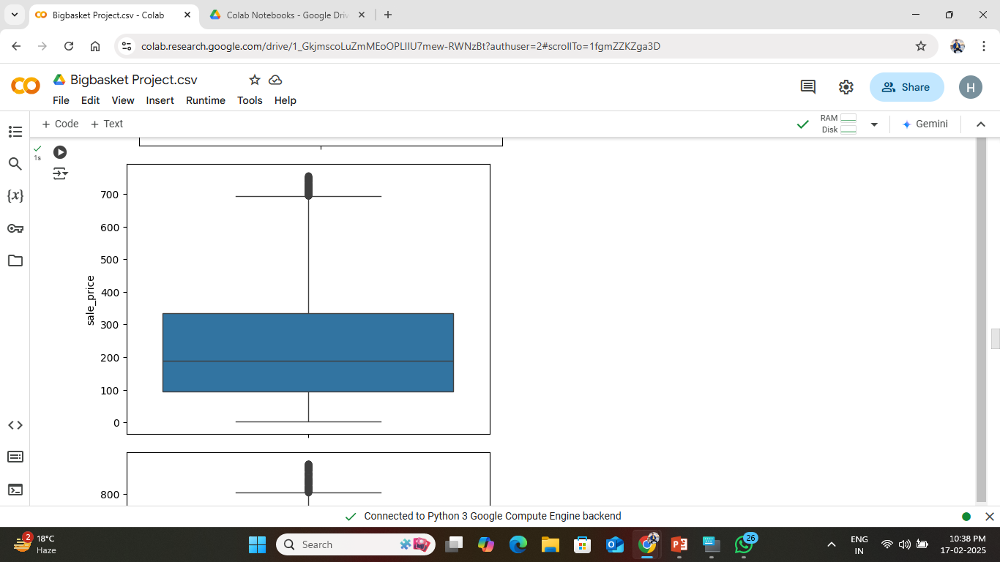 Bigbasket Project.csv - Colab
Colab Notebooks - Google Driv
colab.research.google.com/drive/1_GkjmscoLuZmMEoOPLIIU7mew-RWNzBt?authuser=2#scrollTo=1fgmZZKZga3D
Bigbasket Project.csv
File Edit View Insert Runtime Tools Help
Share
H
+ Code + Text
RAM
Disk
Gemini
1s
{x}
700
600
500
400
300
200
100
0
sale_price
800
Connected to Python 3 Google Compute Engine backend
2
18°C
Haze
Search
26
ENG
IN
10:38 PM
17-02-2025